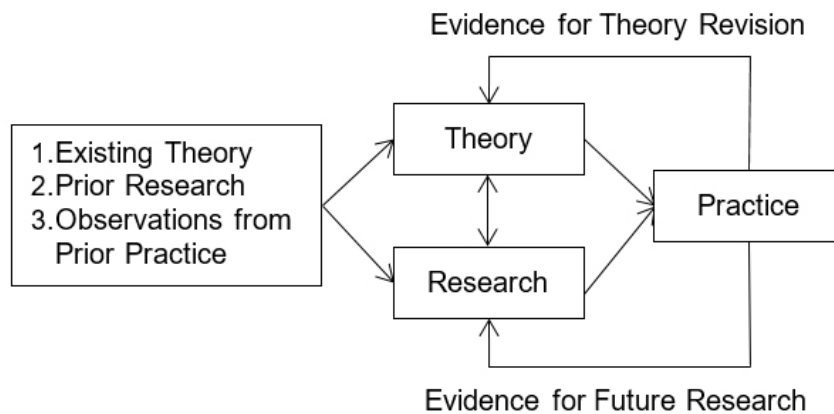 Evidence for Theory Revision
1.Existing Theory
2.Prior Research
3.Observations from
Prior Practice
Theory
Practice
Research
Evidence for Future Research